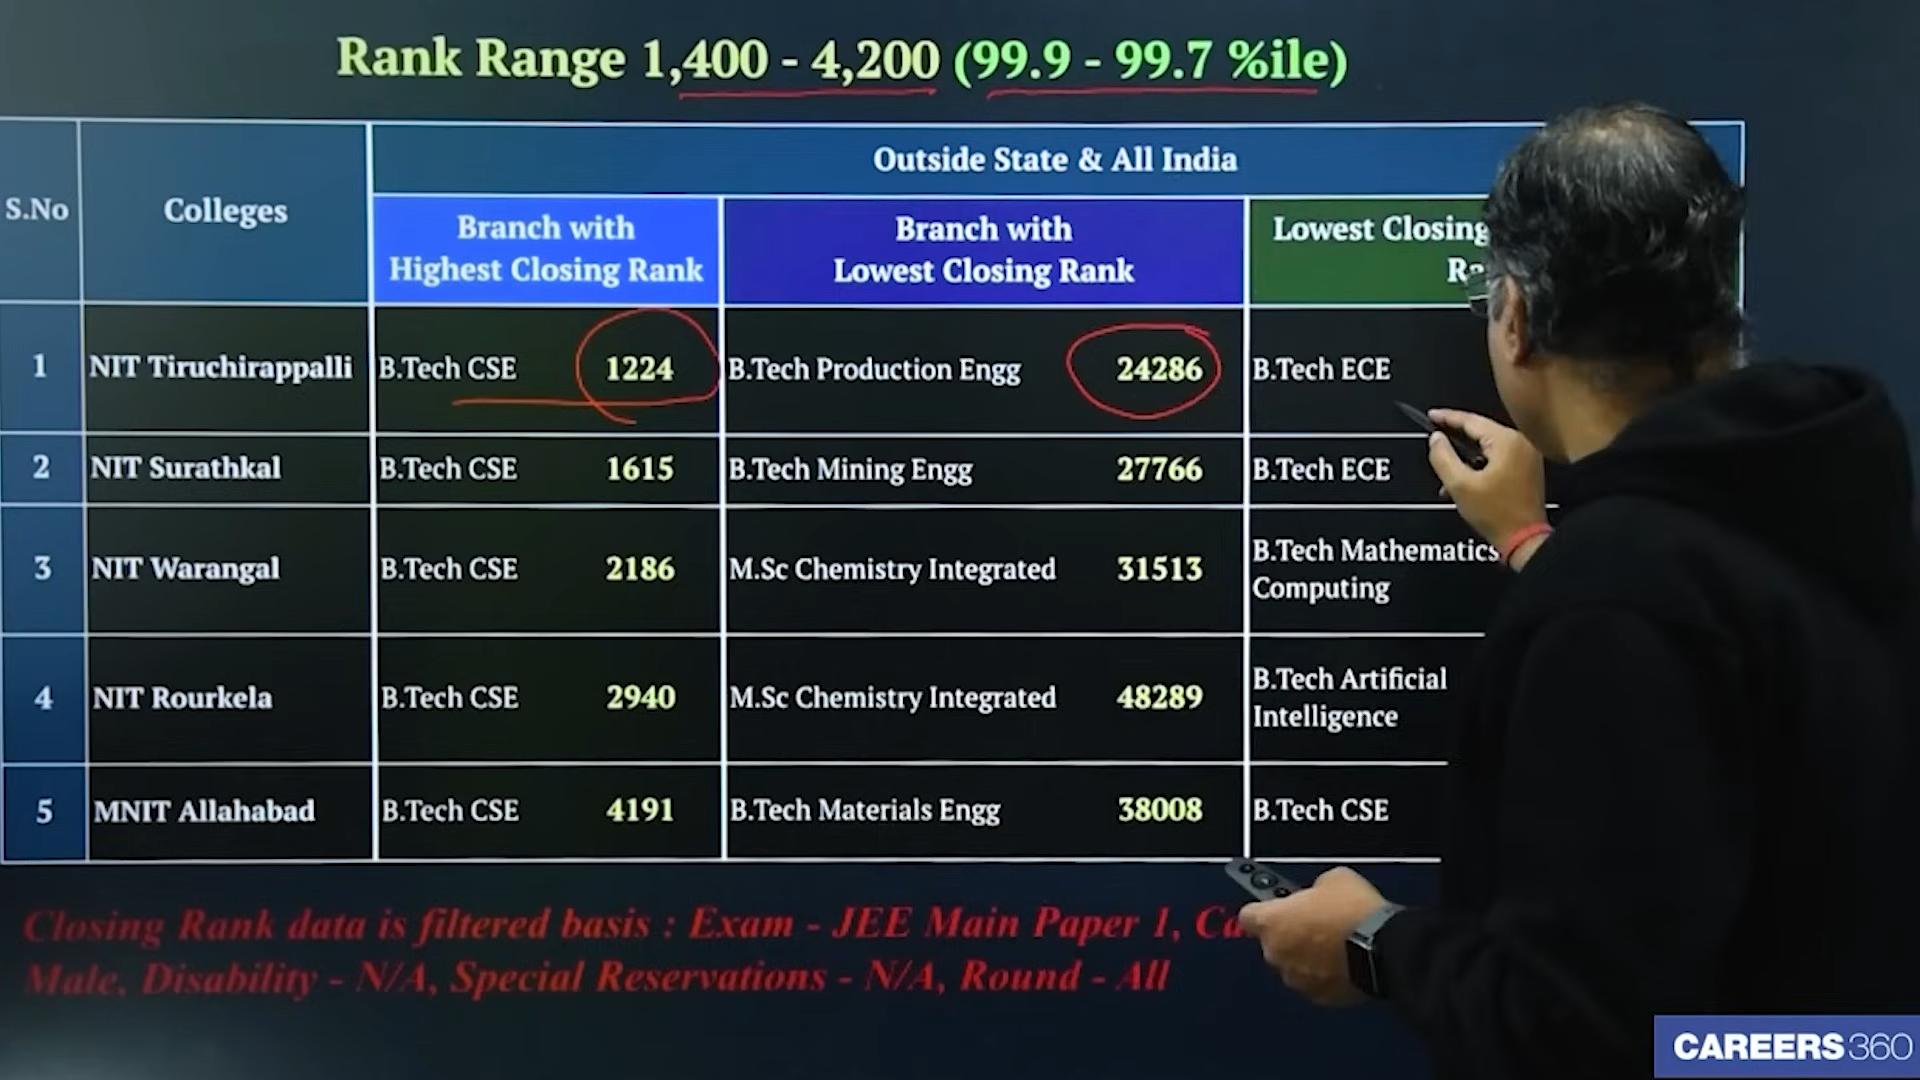 Rank Range 1,400 - 4,200 (99.9 - 99.7 %ile)
S.No
Colleges
Outside State & All India
Branch with
Highest Closing Rank
Branch with
Lowest Closing Rank
Lowest Closing
1
NIT Tiruchirappalli
B.Tech CSE
1224
B.Tech Production Engg
24286
B.Tech ECE
2
NIT Surathkal
B.Tech CSE
1615
B.Tech Mining Engg
27766
B.Tech ECE
3
NIT Warangal
B.Tech CSE
2186
M.Sc Chemistry Integrated
31513
B.Tech Mathematics
Computing
4
NIT Rourkela
B.Tech CSE
2940
M.Sc Chemistry Integrated
48289
B.Tech Artificial
Intelligence
5
MNIT Allahabad
B.Tech CSE
4191
B.Tech Materials Engg
38008
B.Tech CSE
Closing Rank data is filtered basis : Exam - JEE Main Paper 1,
Male, Disability - N/A, Special Reservations - N/A, Round - All
CAREERS360